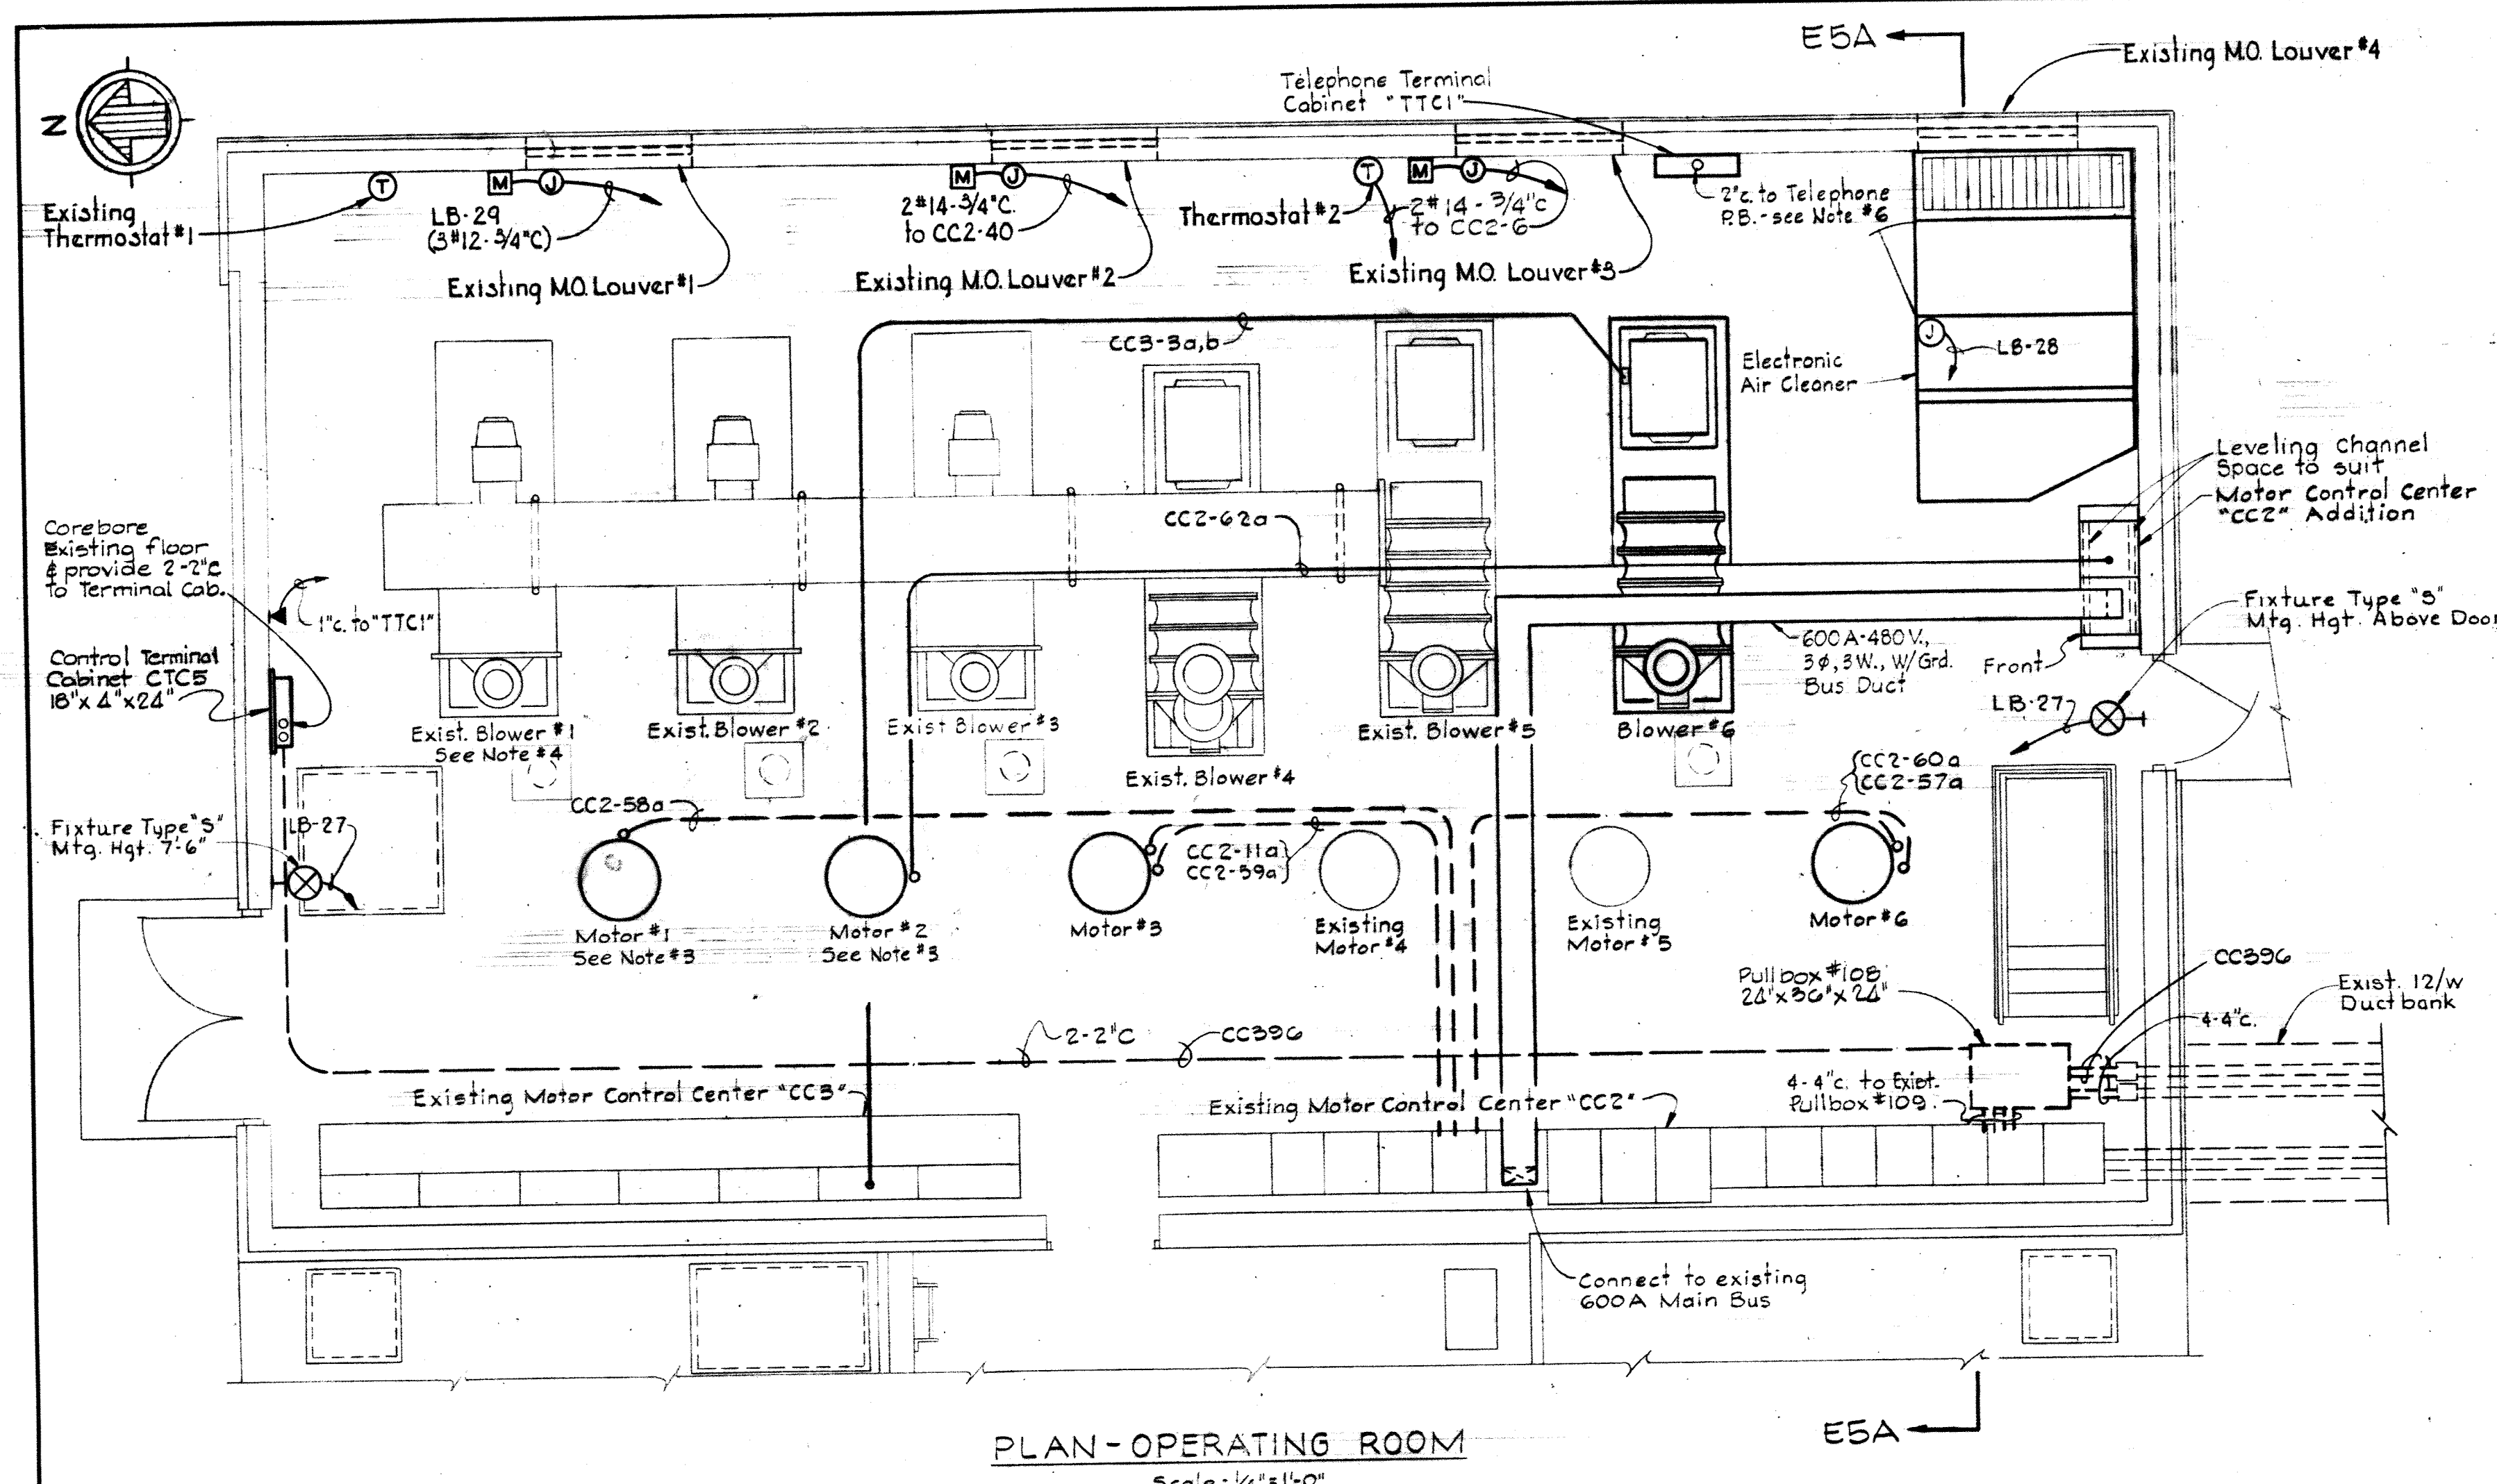 E5A
Existing M.O. Louver #4
Telephone Terminal
Cabinet "TTC1"
N
T
M
J
M
J
T
M
J
Existing
Thermostat #1
LB-29
(3#12-3/4"C)
2#14-3/4"C.
to CC2-40
Thermostat #2
2#14-3/4"c
to CC2-6
2"c. to Telephone
P.B.-see Note #6
Existing M.O. Louver #1
Existing M.O. Louver #2
Existing M.O. Louver #3
CC3-3a,b
Electronic
Air Cleaner
J
LB-28
Leveling Channel
Space to suit
Motor Control Center
"CC2" Addition
CC2-62a
Corebore
Existing floor
& provide 2-2"C
to Terminal Cab.
1"c. to "TTC1"
Control Terminal
Cabinet CTC5
18"x 4"x24"
600A-480V.,
3φ,3W., W/Grd.
Bus Duct
Front
Fixture Type "S"
Mtg. Hgt. Above Door
LB-27
Exist. Blower #1
See Note #4
Exist. Blower #2
Exist Blower #3
Exist. Blower #4
Exist. Blower #5
Blower #6
CC2-60a
CC2-57a
CC2-58a
Fixture Type "S"
Mtg. Hgt. 7'-6"
LB-27
CC2-11a
CC2-59a
Motor #1
See Note #3
Motor #2
See Note #3
Motor #3
Existing
Motor #4
Existing
Motor #5
Motor #6
Pullbox #108
24"x36"x24"
CC396
Exist. 12/w
Ductbank
4-4"c.
2-2"C
CC396
Existing Motor Control Center "CC3"
Existing Motor Control Center "CC2"
4-4"c. to Exist.
Pullbox #109.
Connect to existing
600A Main Bus
E5A
PLAN-OPERATING ROOM
Scale-1/4"=1'-0"